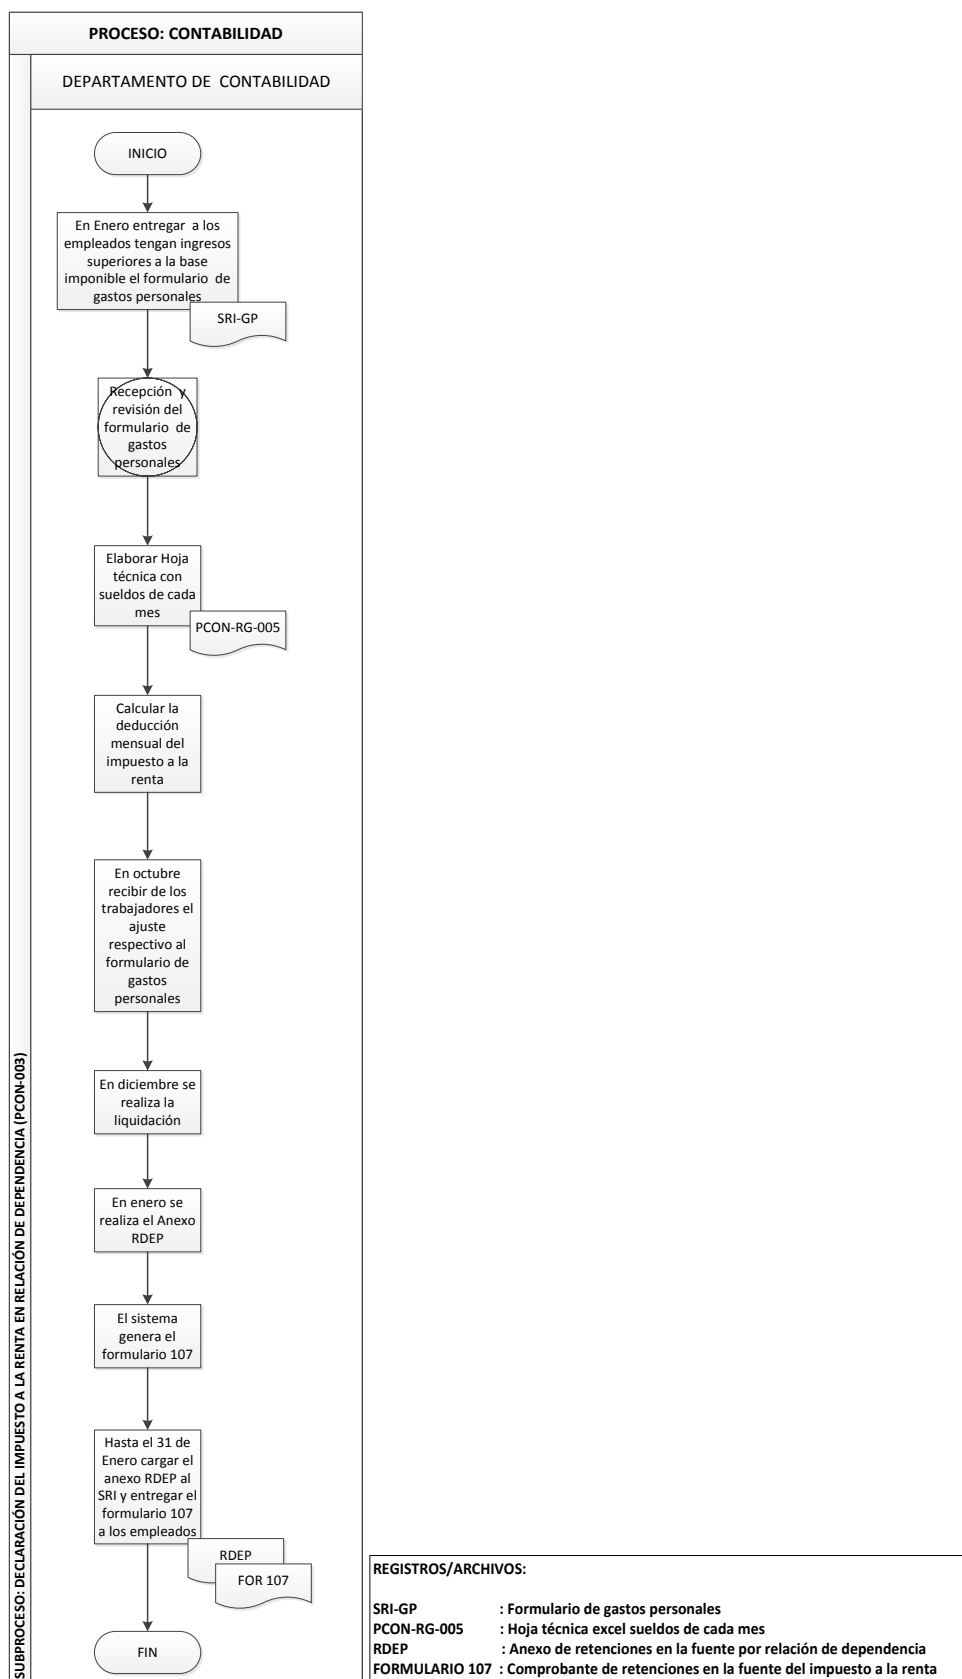 PROCESO: CONTABILIDAD
DEPARTAMENTO DE CONTABILIDAD
SUBPROCESO: DECLARACIÓN DEL IMPUESTO A LA RENTA EN RELACIÓN DE DEPENDENCIA (PCON-003)
INICIO
En Enero entregar a los
empleados tengan ingresos
superiores a la base
imponible el formulario de
gastos personales
SRI-GP
Recepción y
revisión del
formulario de
gastos
personales
Elaborar Hoja
técnica con
sueldos de cada
mes
PCON-RG-005
Calcular la
deducción
mensual del
impuesto a la
renta
En octubre
recibir de los
trabajadores el
ajuste
respectivo al
formulario de
gastos
personales
En diciembre se
realiza la
liquidación
En enero se
realiza el Anexo
RDEP
El sistema
genera el
formulario 107
Hasta el 31 de
Enero cargar el
anexo RDEP al
SRI y entregar el
formulario 107
a los empleados
RDEP
FOR 107
FIN
REGISTROS/ARCHIVOS:
SRI-GP : Formulario de gastos personales
PCON-RG-005 : Hoja técnica excel sueldos de cada mes
RDEP : Anexo de retenciones en la fuente por relación de dependencia
FORMULARIO 107 : Comprobante de retenciones en la fuente del impuesto a la renta